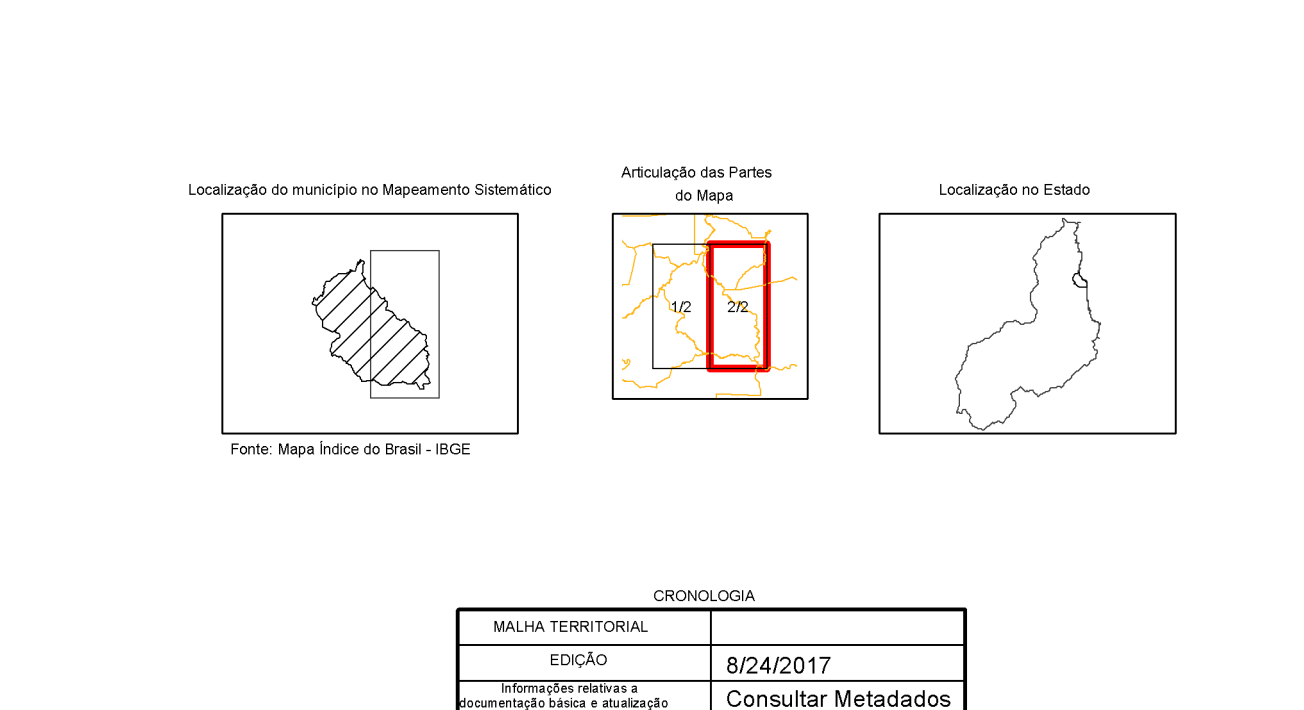 Localização do município no Mapeamento Sistemático
Articulação das Partes
do Mapa
Localização no Estado
1/2
2/2
Fonte: Mapa Índice do Brasil - IBGE
CRONOLOGIA
MALHA TERRITORIAL
EDIÇÃO
8/24/2017
Informações relativas a
documentação básica e atualização
Consultar Metadados